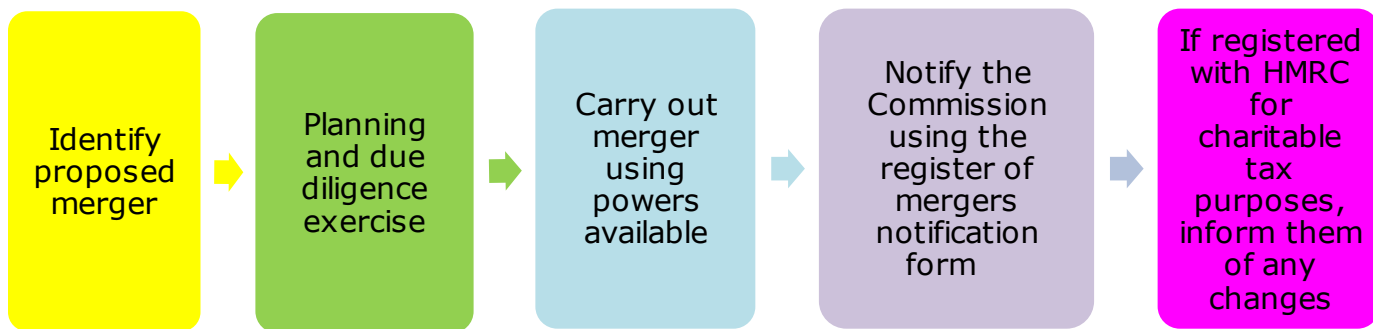 Identify
proposed
merger
Planning
and due
diligence
exercise
Carry out
merger
using
powers
available
Notify the
Commission
using the
register of
mergers
notification
form
If registered
with HMRC
for
charitable
tax
purposes,
inform them
of any
changes